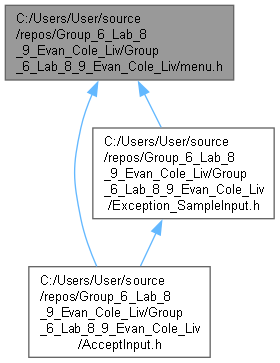 C:/Users/User/source
/repos/Group_6_Lab_8
_9_Evan_Cole_Liv/Group
_6_Lab_8_9_Evan_Cole_Liv/menu.h
C:/Users/User/source
/repos/Group_6_Lab_8
_9_Evan_Cole_Liv/Group
_6_Lab_8_9_Evan_Cole_Liv
/Exception_SampleInput.h
C:/Users/User/source
/repos/Group_6_Lab_8
_9_Evan_Cole_Liv/Group
_6_Lab_8_9_Evan_Cole_Liv
/AcceptInput.h